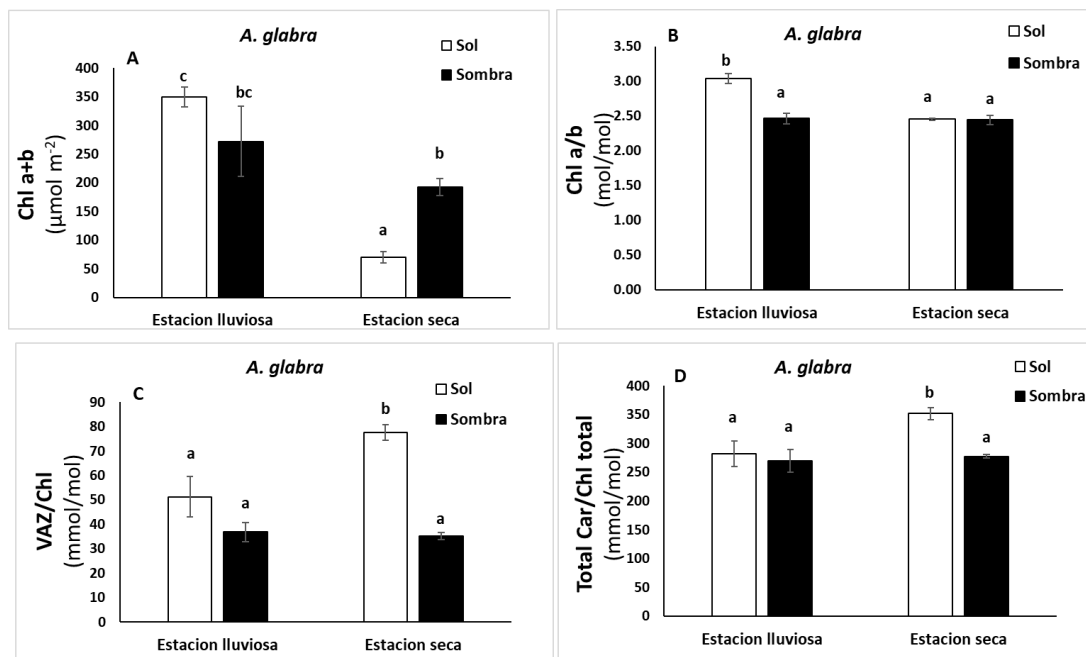 A. glabra
A
Sol
Sombra
400
350
300
250
200
150
100
50
0
Chl a+b
(µmol m⁻²)
c
bc
a
b
Estacion lluviosa
Estacion seca
A. glabra
B
Sol
Sombra
3.50
3.00
2.50
2.00
1.50
1.00
0.50
0.00
Chl a/b
(mol/mol)
b
a
a
a
Estacion lluviosa
Estacion seca
A. glabra
C
Sol
Sombra
90
80
70
60
50
40
30
20
10
0
VAZ/Chl
(mmol/mol)
a
a
b
a
Estacion lluviosa
Estacion seca
A. glabra
D
Sol
Sombra
400
350
300
250
200
150
100
50
0
Total Car/Chl total
(mmol/mol)
a
a
b
a
Estacion lluviosa
Estacion seca